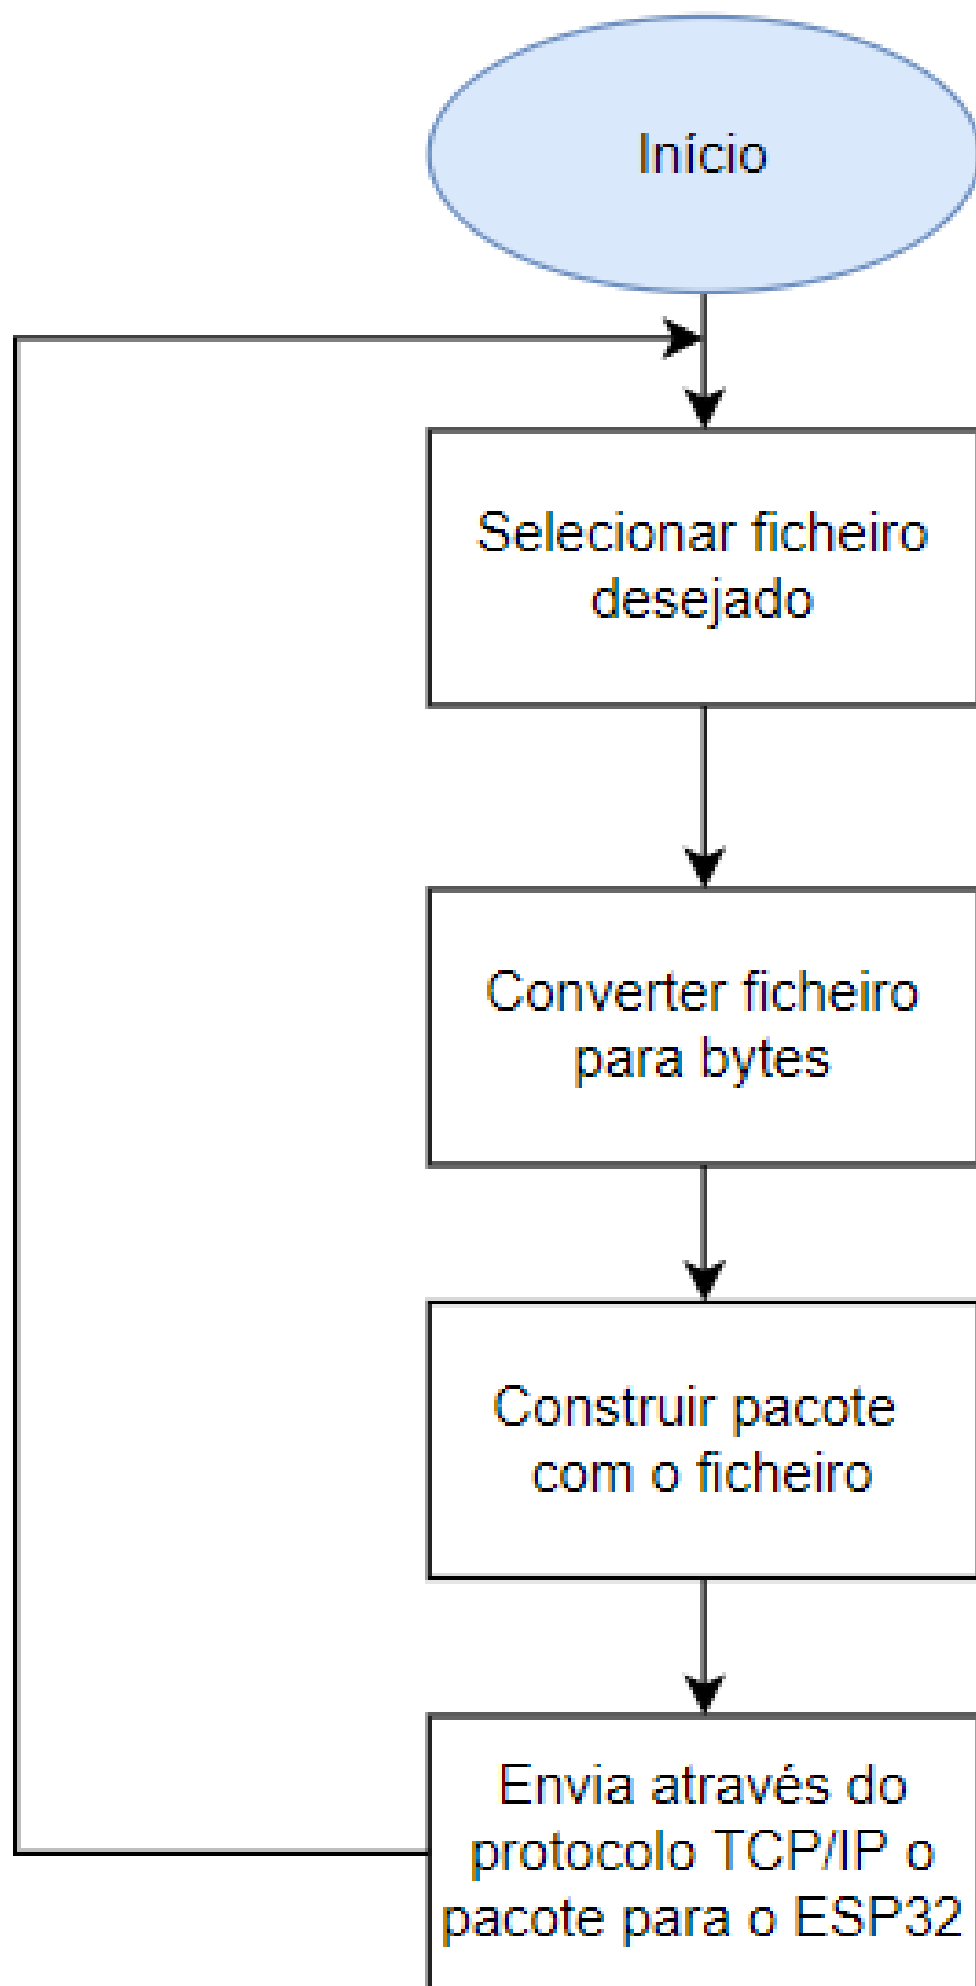 Início
Selecionar ficheiro
desejado
Converter ficheiro
para bytes
Construir pacote
com o ficheiro
Envia através do
protocolo TCP/IP o
pacote para o ESP32